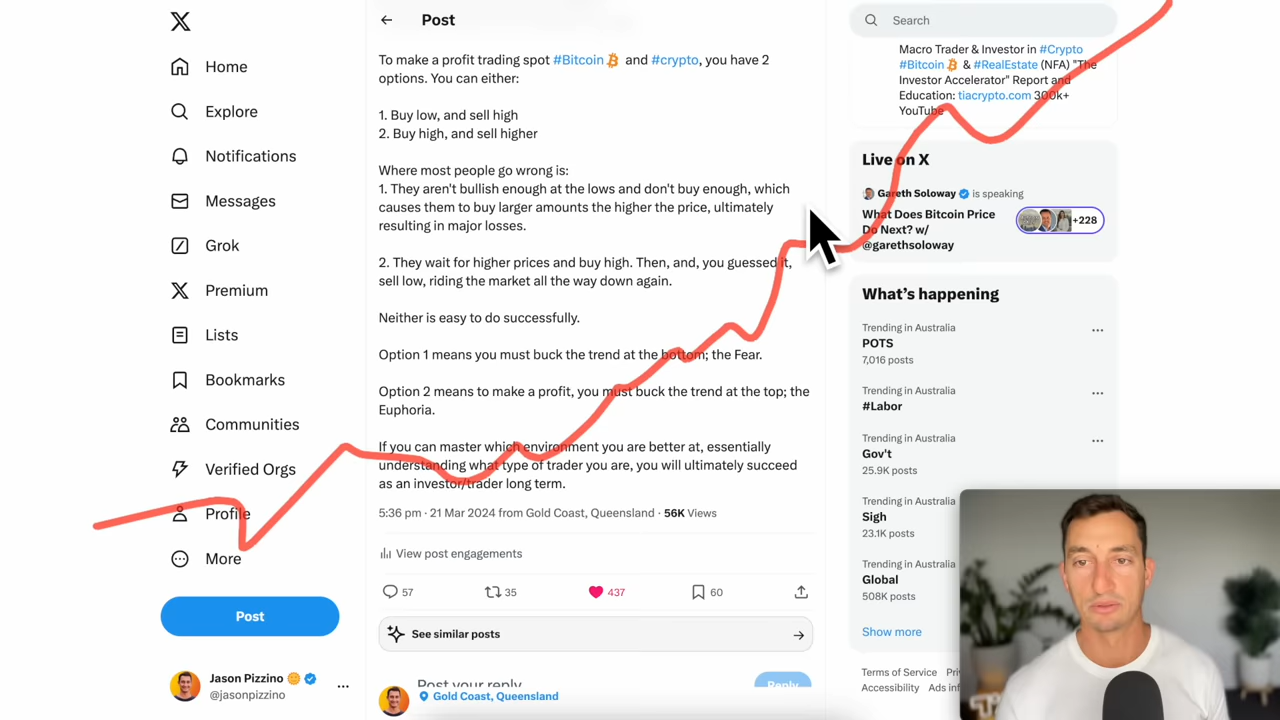 Home
Explore
Notifications
Messages
Grok
Premium
Lists
Bookmarks
Communities
Verified Orgs
Profile
More
Post
Jason Pizzino
@jasonpizzino
Post
To make a profit trading spot #Bitcoin and #crypto, you have 2
options. You can either:
1. Buy low, and sell high
2. Buy high, and sell higher
Where most people go wrong is:
1. They aren't bullish enough at the lows and don't buy enough, which
causes them to buy larger amounts the higher the price, ultimately
resulting in major losses.
2. They wait for higher prices and buy high. Then, and, you guessed it,
sell low, riding the market all the way down again.
Neither is easy to do successfully.
Option 1 means you must buck the trend at the bottom; the Fear.
Option 2 means to make a profit, you must buck the trend at the top; the
Euphoria.
If you can master which environment you are better at, essentially
understanding what type of trader you are, you will ultimately succeed
as an investor/trader long term.
5:36 pm · 21 Mar 2024 from Gold Coast, Queensland · 56K Views
View post engagements
57 35 437 60
See similar posts
Post your reply
Reply
Gold Coast, Queensland
Search
Macro Trader & Investor in #Crypto
#Bitcoin & #RealEstate (NFA) "The
Investor Accelerator" Report and
Education: tiacrypto.com 300k+
YouTube
Live on X
Gareth Soloway is speaking
What Does Bitcoin Price
Do Next? w/
@garethsoloway
+228
What's happening
Trending in Australia
POTS
7,016 posts
Trending in Australia
#Labor
Trending in Australia
Gov't
25.9K posts
Trending in Australia
Sigh
23.1K posts
Trending in Australia
Global
508K posts
Show more
Terms of Service
Accessibility